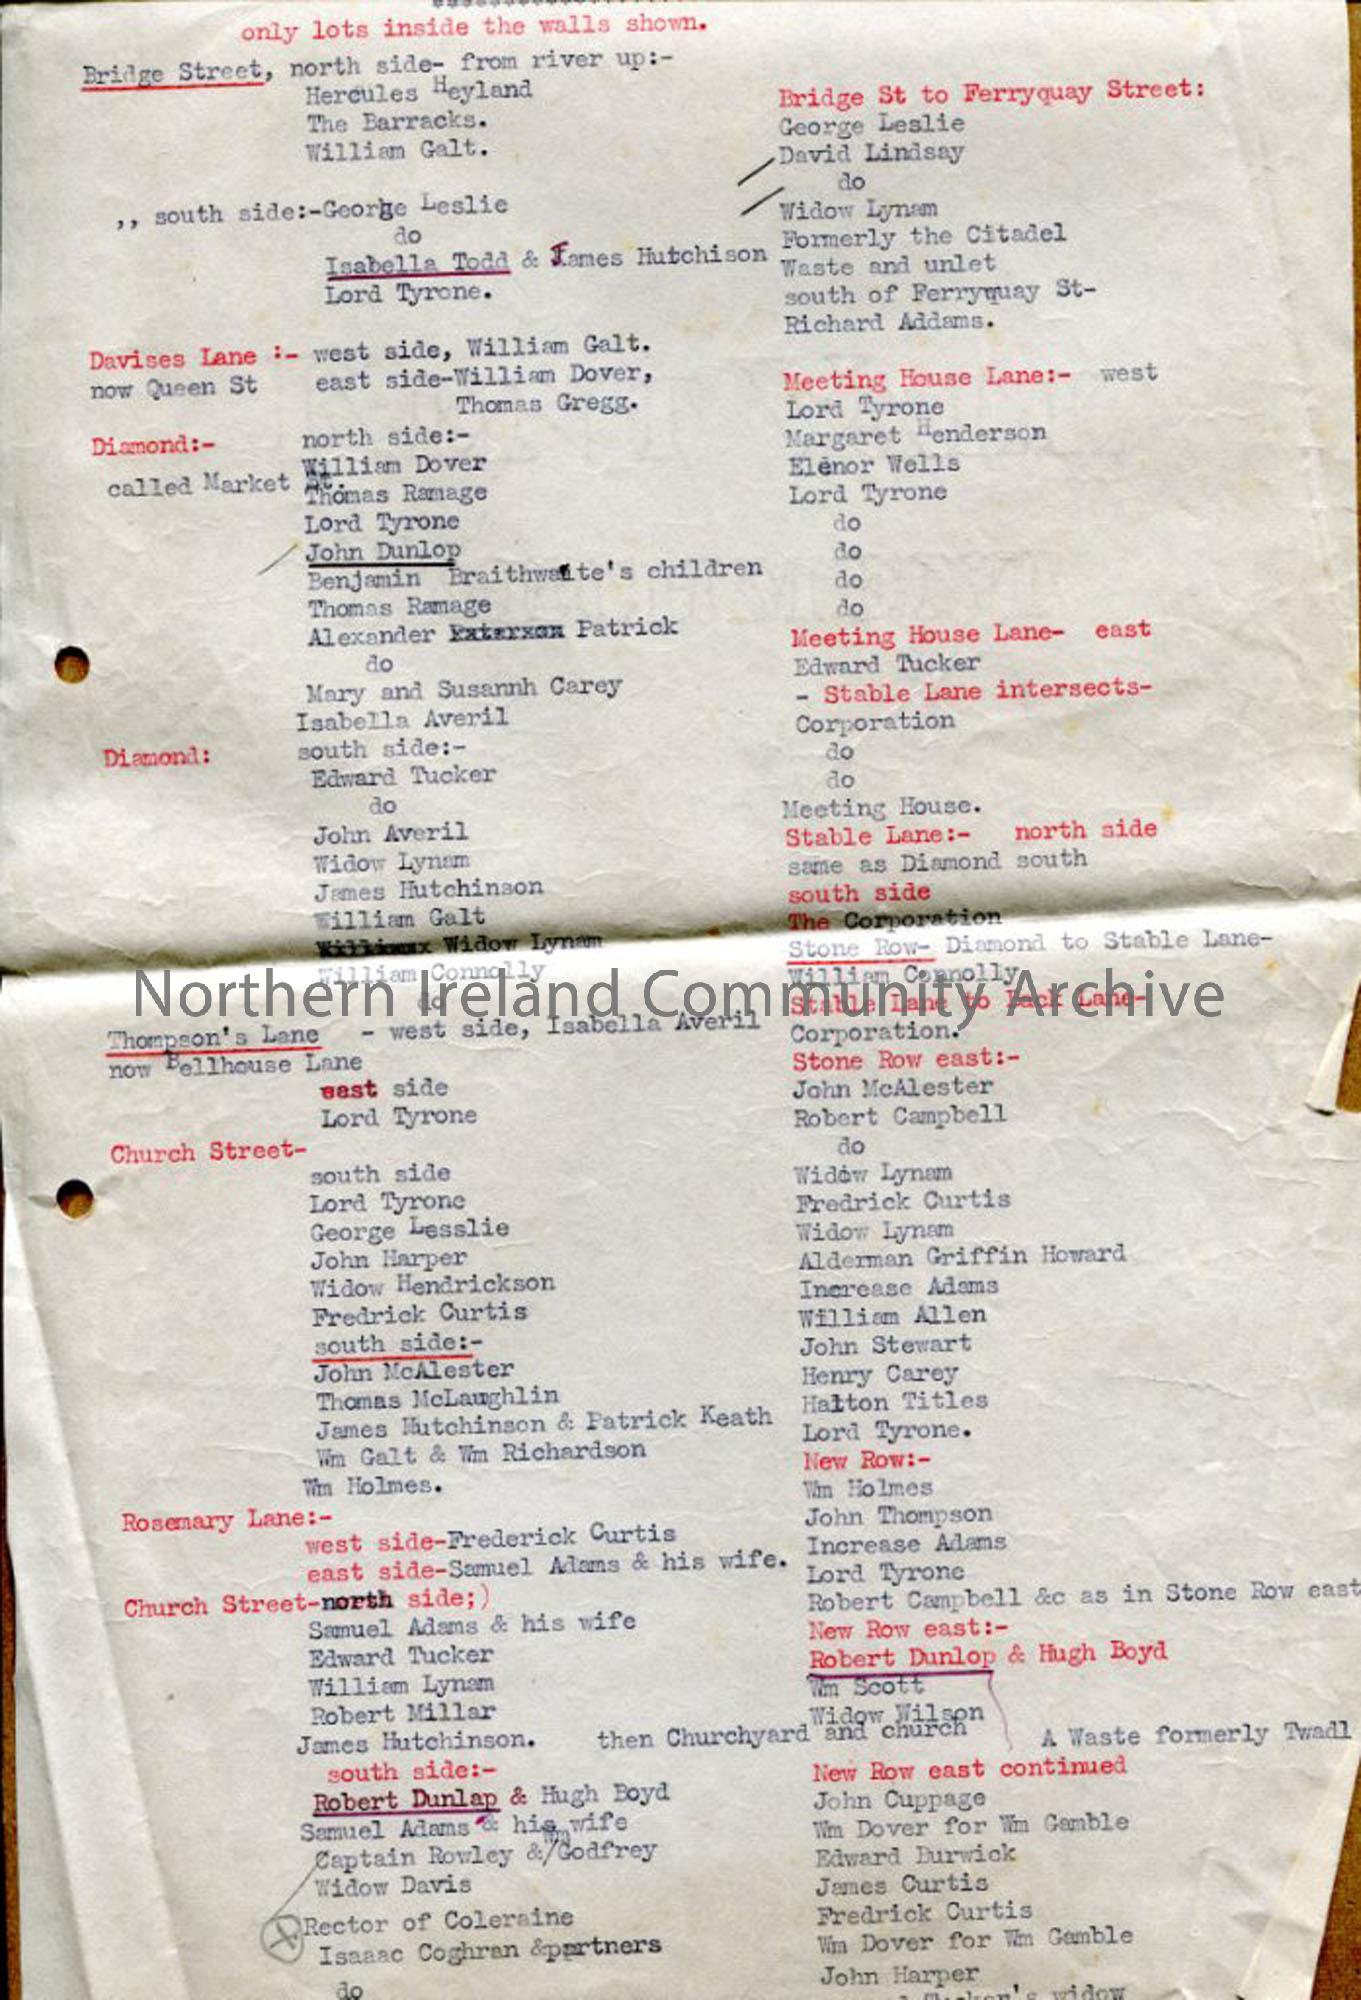 only lots inside the walls shown.
Bridge Street, north side- from river up:-
Hercules Heyland
The Barracks.
William Galt.
,, south side:-George Leslie
do
Isabella Todd & James Hutchison
Lord Tyrone.
Davises Lane :- west side, William Galt.
now Queen St east side-William Dover,
Thomas Gregg.
Diamond:- north side:-
William Dover
called Market St.
Thomas Ramage
Lord Tyrone
John Dunlop
Benjamin Braithwaite's children
Thomas Ramage
Alexander Patrick
do
Mary and Susannh Carey
Isabella Averil
Diamond: south side:-
Edward Tucker
do
John Averil
Widow Lynam
James Hutchinson
William Galt
Widow Lynam
William Connolly
do
Thompson's Lane - west side, Isabella Averil
now Bellhouse Lane
east side
Lord Tyrone
Church Street-
south side
Lord Tyrone
George Lesslie
John Harper
Widow Hendrickson
Fredrick Curtis
south side:-
John McAlester
Thomas McLaughlin
James Hutchinson & Patrick Keath
Wm Galt & Wm Richardson
Wm Holmes.
Rosemary Lane:-
west side-Frederick Curtis
east side-Samuel Adams & his wife.
Church Street-north side;)
Samuel Adams & his wife
Edward Tucker
William Lynam
Robert Millar
James Hutchinson. then Churchyard and church
south side:-
Robert Dunlap & Hugh Boyd
Samuel Adams & his wife
Captain Rowley &/Wm Godfrey
Widow Davis
Rector of Coleraine
Isaaac Coghran &partners
do
Bridge St to Ferryquay Street:
George Leslie
David Lindsay
do
Widow Lynam
Formerly the Citadel
Waste and unlet
south of Ferryquay St-
Richard Addams.
Meeting House Lane:- west
Lord Tyrone
Margaret Henderson
Elenor Wells
Lord Tyrone
do
do
do
do
Meeting House Lane- east
Edward Tucker
- Stable Lane intersects-
Corporation
do
do
Meeting House.
Stable Lane:- north side
same as Diamond south
south side
The Corporation
Stone Row- Diamond to Stable Lane-
William Connolly
Stable Lane to Back Lane-
Corporation.
Stone Row east:-
John McAlester
Robert Campbell
do
Widow Lynam
Fredrick Curtis
Widow Lynam
Alderman Griffin Howard
Increase Adams
William Allen
John Stewart
Henry Carey
Halton Titles
Lord Tyrone.
New Row:-
Wm Holmes
John Thompson
Increase Adams
Lord Tyrone
Robert Campbell &c as in Stone Row east
New Row east:-
Robert Dunlop & Hugh Boyd
Wm Scott
Widow Wilson
A Waste formerly Twadl
New Row east continued
John Cuppage
Wm Dover for Wm Gamble
Edward Durwick
James Curtis
Fredrick Curtis
Wm Dover for Wm Gamble
John Harper
Tucker's widow
Northern Ireland Community Archive